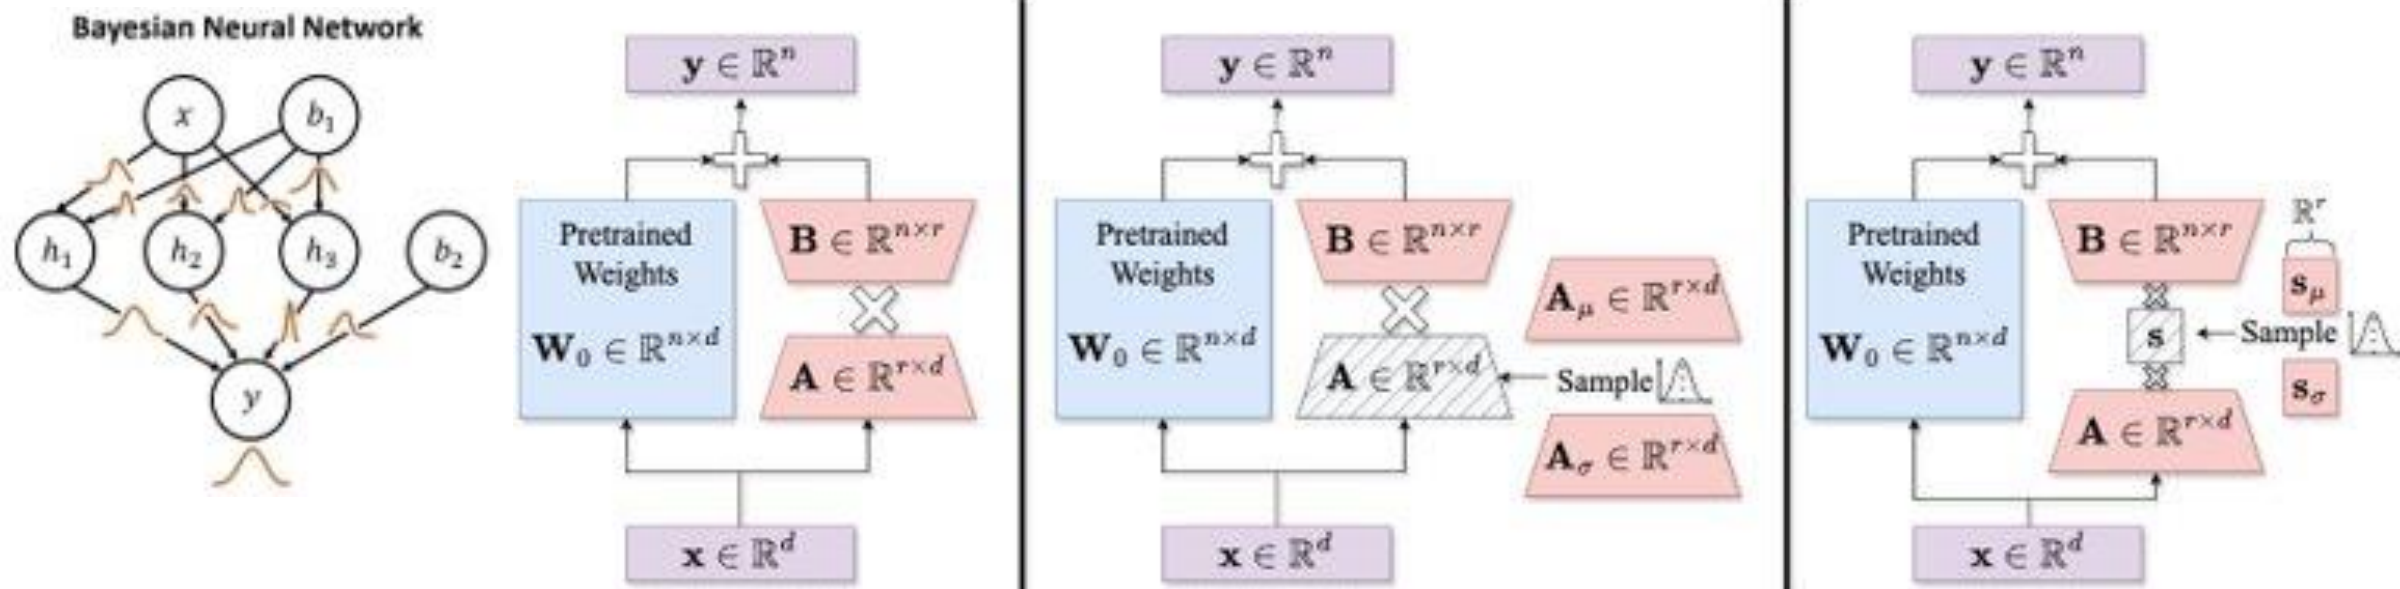 Bayesian Neural Network
x
b₁
h₁
h₂
h₃
b₂
y
y ∈ ℝⁿ
Pretrained
Weights
W₀ ∈ ℝⁿˣᵈ
B ∈ ℝⁿˣʳ
A ∈ ℝʳˣᵈ
x ∈ ℝᵈ
y ∈ ℝⁿ
Pretrained
Weights
W₀ ∈ ℝⁿˣᵈ
B ∈ ℝⁿˣʳ
A ∈ ℝʳˣᵈ
A_μ ∈ ℝʳˣᵈ
Sample
A_σ ∈ ℝʳˣᵈ
x ∈ ℝᵈ
y ∈ ℝⁿ
Pretrained
Weights
W₀ ∈ ℝⁿˣᵈ
B ∈ ℝⁿˣʳ
s
A ∈ ℝʳˣᵈ
ℝʳ
s_μ
Sample
s_σ
x ∈ ℝᵈ